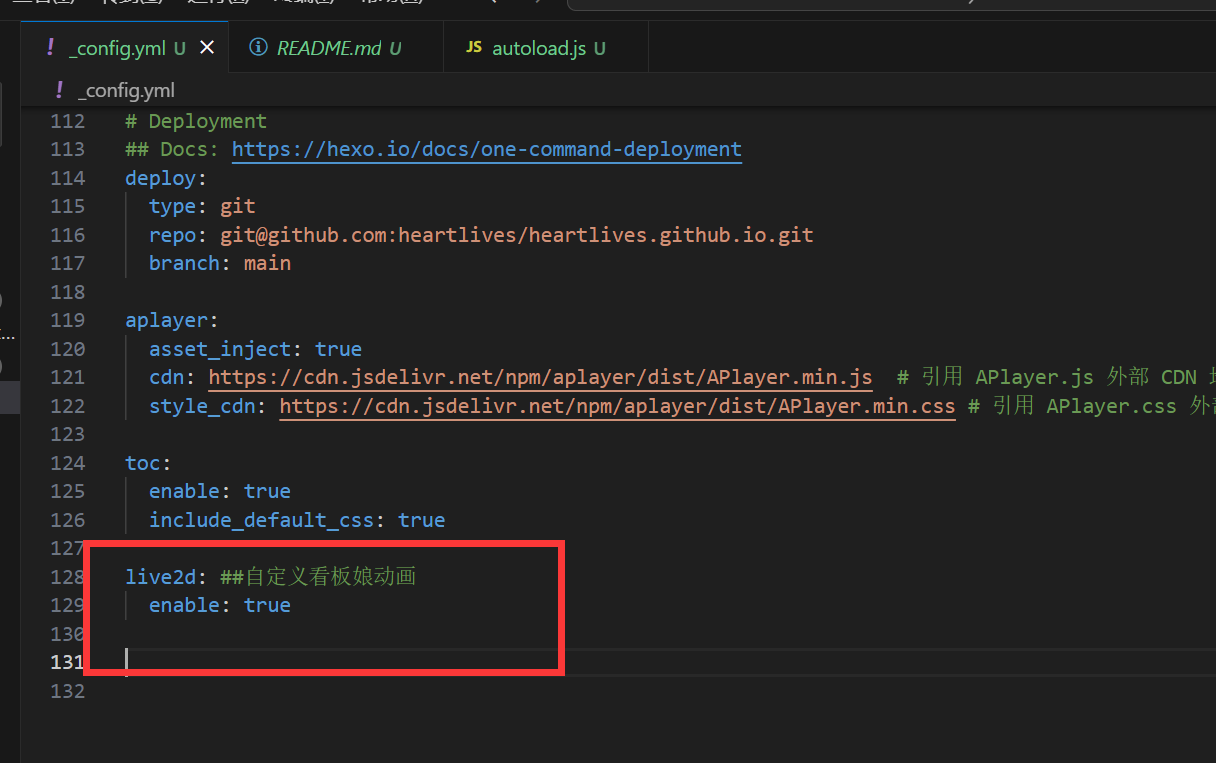 _config.yml U
README.md U
JS autoload.js U
! _config.yml
112 # Deployment
113 ## Docs: https://hexo.io/docs/one-command-deployment
114 deploy:
115 type: git
116 repo: git@github.com:heartlives/heartlives.github.io.git
117 branch: main
118
119 aplayer:
120 asset_inject: true
121 cdn: https://cdn.jsdelivr.net/npm/aplayer/dist/APlayer.min.js # 引用 APlayer.js 外部 CDN
122 style_cdn: https://cdn.jsdelivr.net/npm/aplayer/dist/APlayer.min.css # 引用 APlayer.css 外
123
124 toc:
125 enable: true
126 include_default_css: true
127
128 live2d: ##自定义看板娘动画
129 enable: true
130
131
132